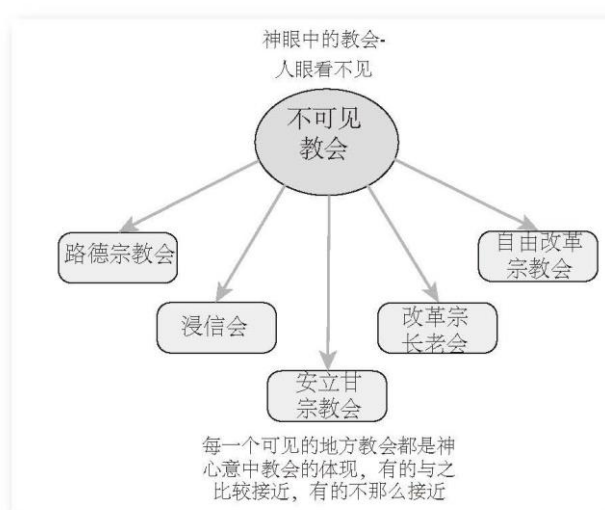 神眼中的教会-
人眼看不见
不可见
教会
路德宗教会
自由改革
宗教会
浸信会
改革宗
长老会
安立甘
宗教会
每一个可见的地方教会都是神
心意中教会的体现，有的与之
比较接近，有的不那么接近